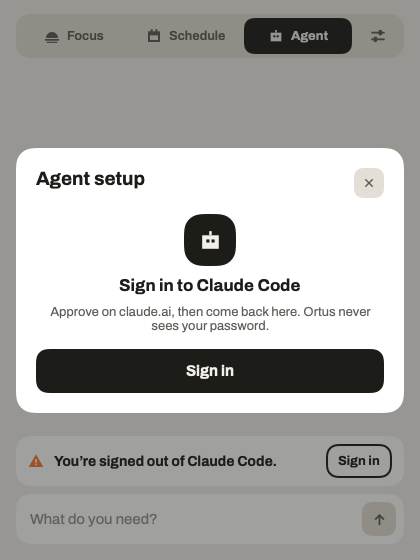 Focus
Schedule
Agent
Agent setup
Sign in to Claude Code
Approve on claude.ai, then come back here. Ortus never
sees your password.
Sign in
You’re signed out of Claude Code.
Sign in
What do you need?